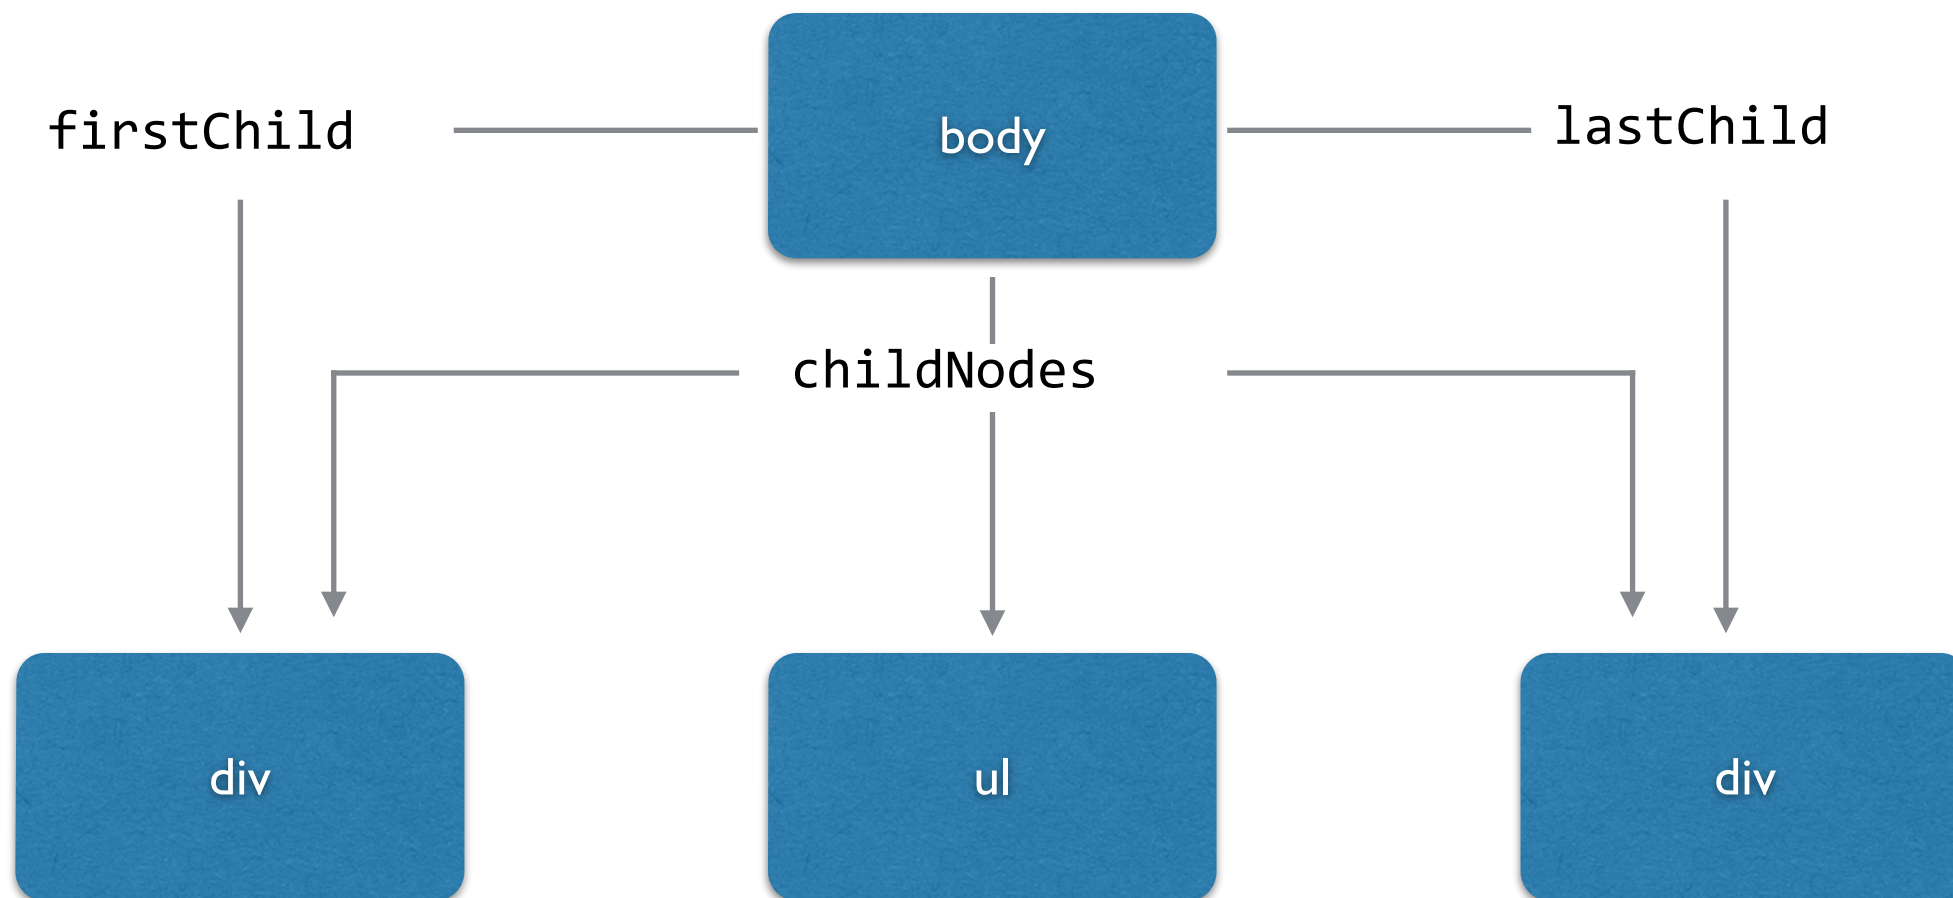 firstChild
body
lastChild
childNodes
div
ul
div